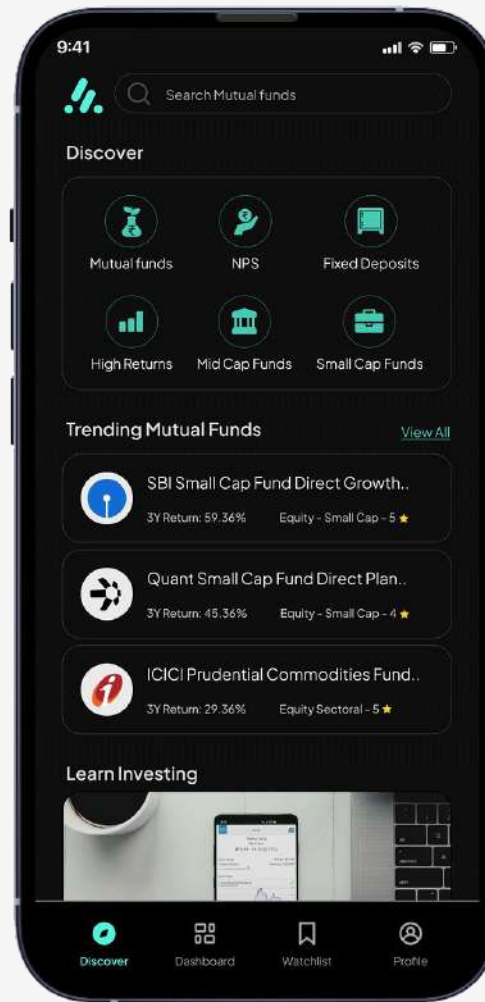 9:41
Search Mutual funds
Discover
Mutual funds NPS Fixed Deposits
High Returns Mid Cap Funds Small Cap Funds
Trending Mutual Funds View All
SBI Small Cap Fund Direct Growth..
3Y Return: 59.36% Equity - Small Cap - 5 ★
Quant Small Cap Fund Direct Plan..
3Y Return: 45.36% Equity - Small Cap - 4 ★
ICICI Prudential Commodities Fund..
3Y Return: 29.36% Equity Sectoral - 5 ★
Learn Investing
Discover Dashboard Watchlist Profile